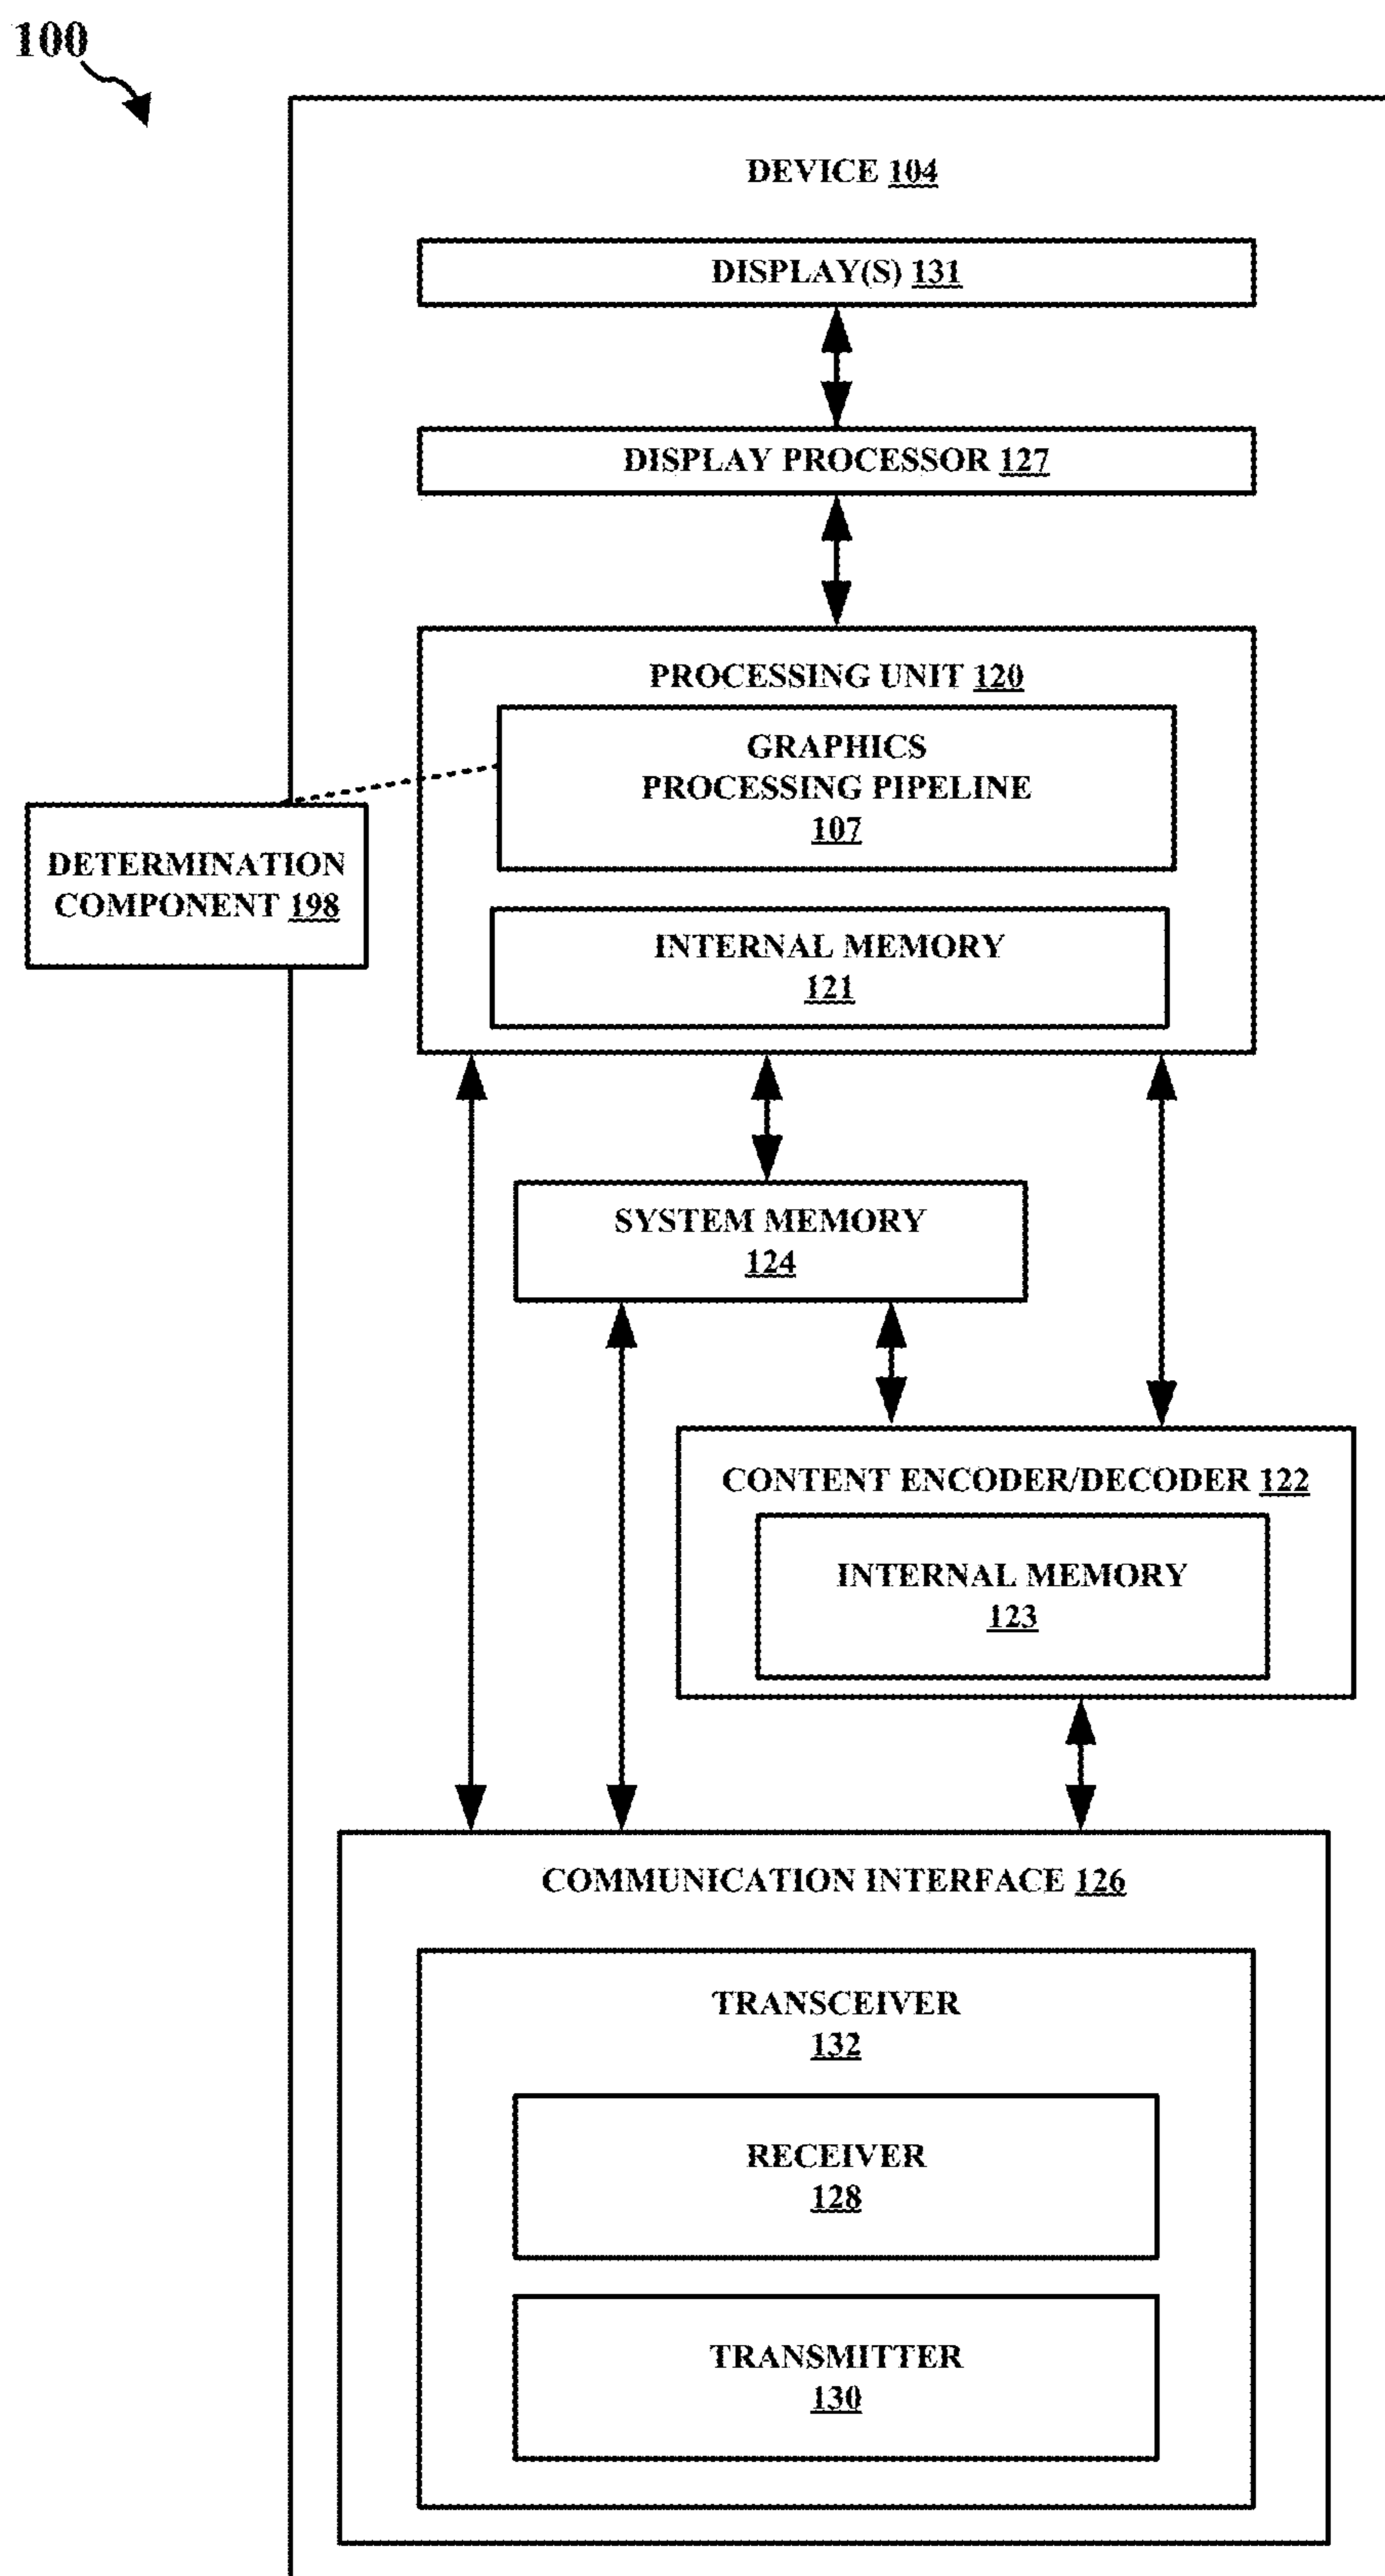 100
DEVICE 104
DISPLAY(S) 131
DISPLAY PROCESSOR 127
PROCESSING UNIT 120
GRAPHICS
PROCESSING PIPELINE
107
DETERMINATION
COMPONENT 198
INTERNAL MEMORY
121
SYSTEM MEMORY
124
CONTENT ENCODER/DECODER 122
INTERNAL MEMORY
123
COMMUNICATION INTERFACE 126
TRANSCEIVER
132
RECEIVER
128
TRANSMITTER
130